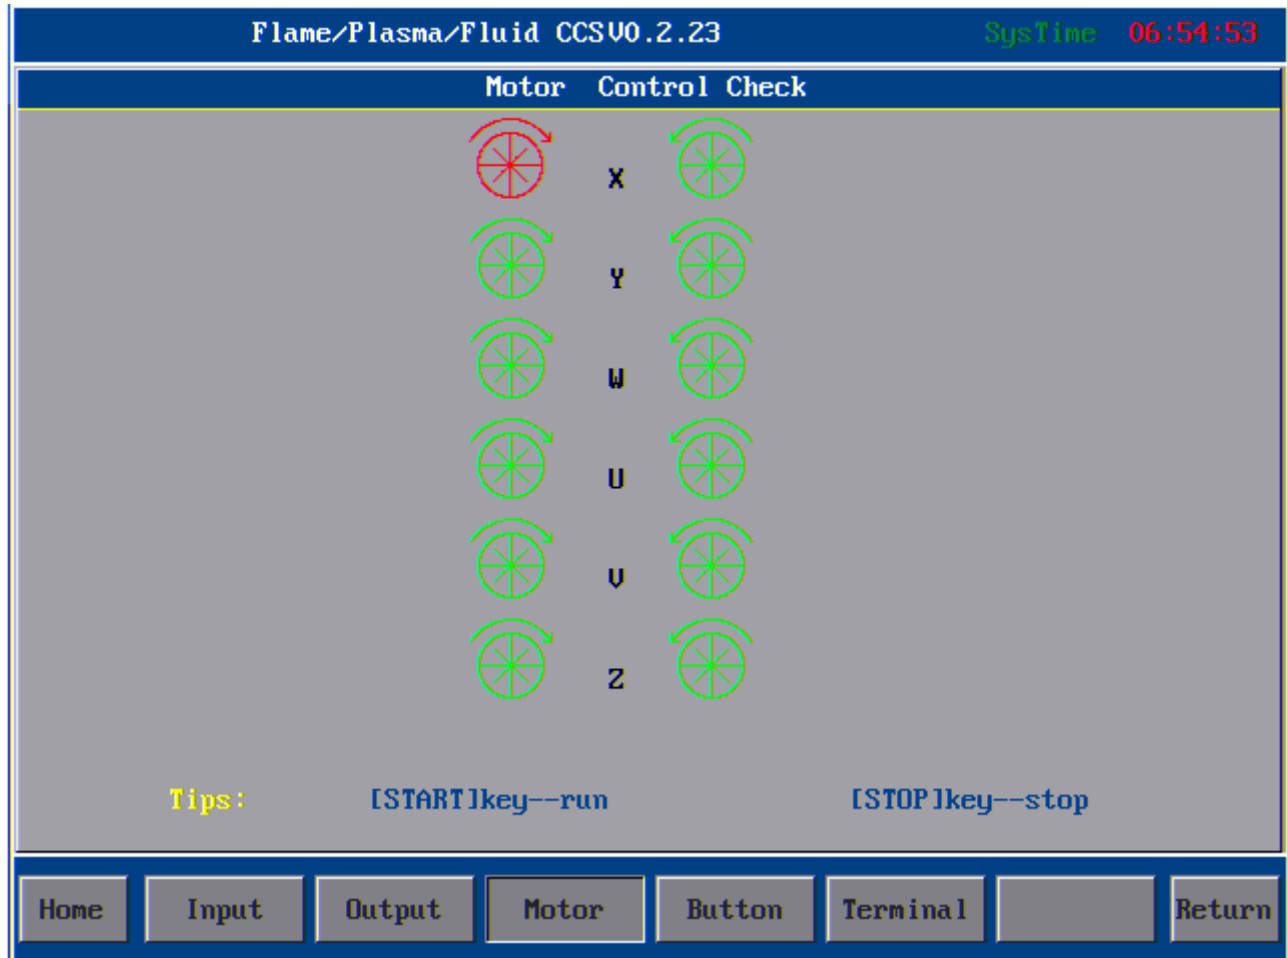 Flame/Plasma/Fluid CCSV0.2.23 SysTime 06:54:53
Motor Control Check
X
Y
W
U
V
Z
Tips: [START]key--run [STOP]key--stop
Home Input Output Motor Button Terminal Return